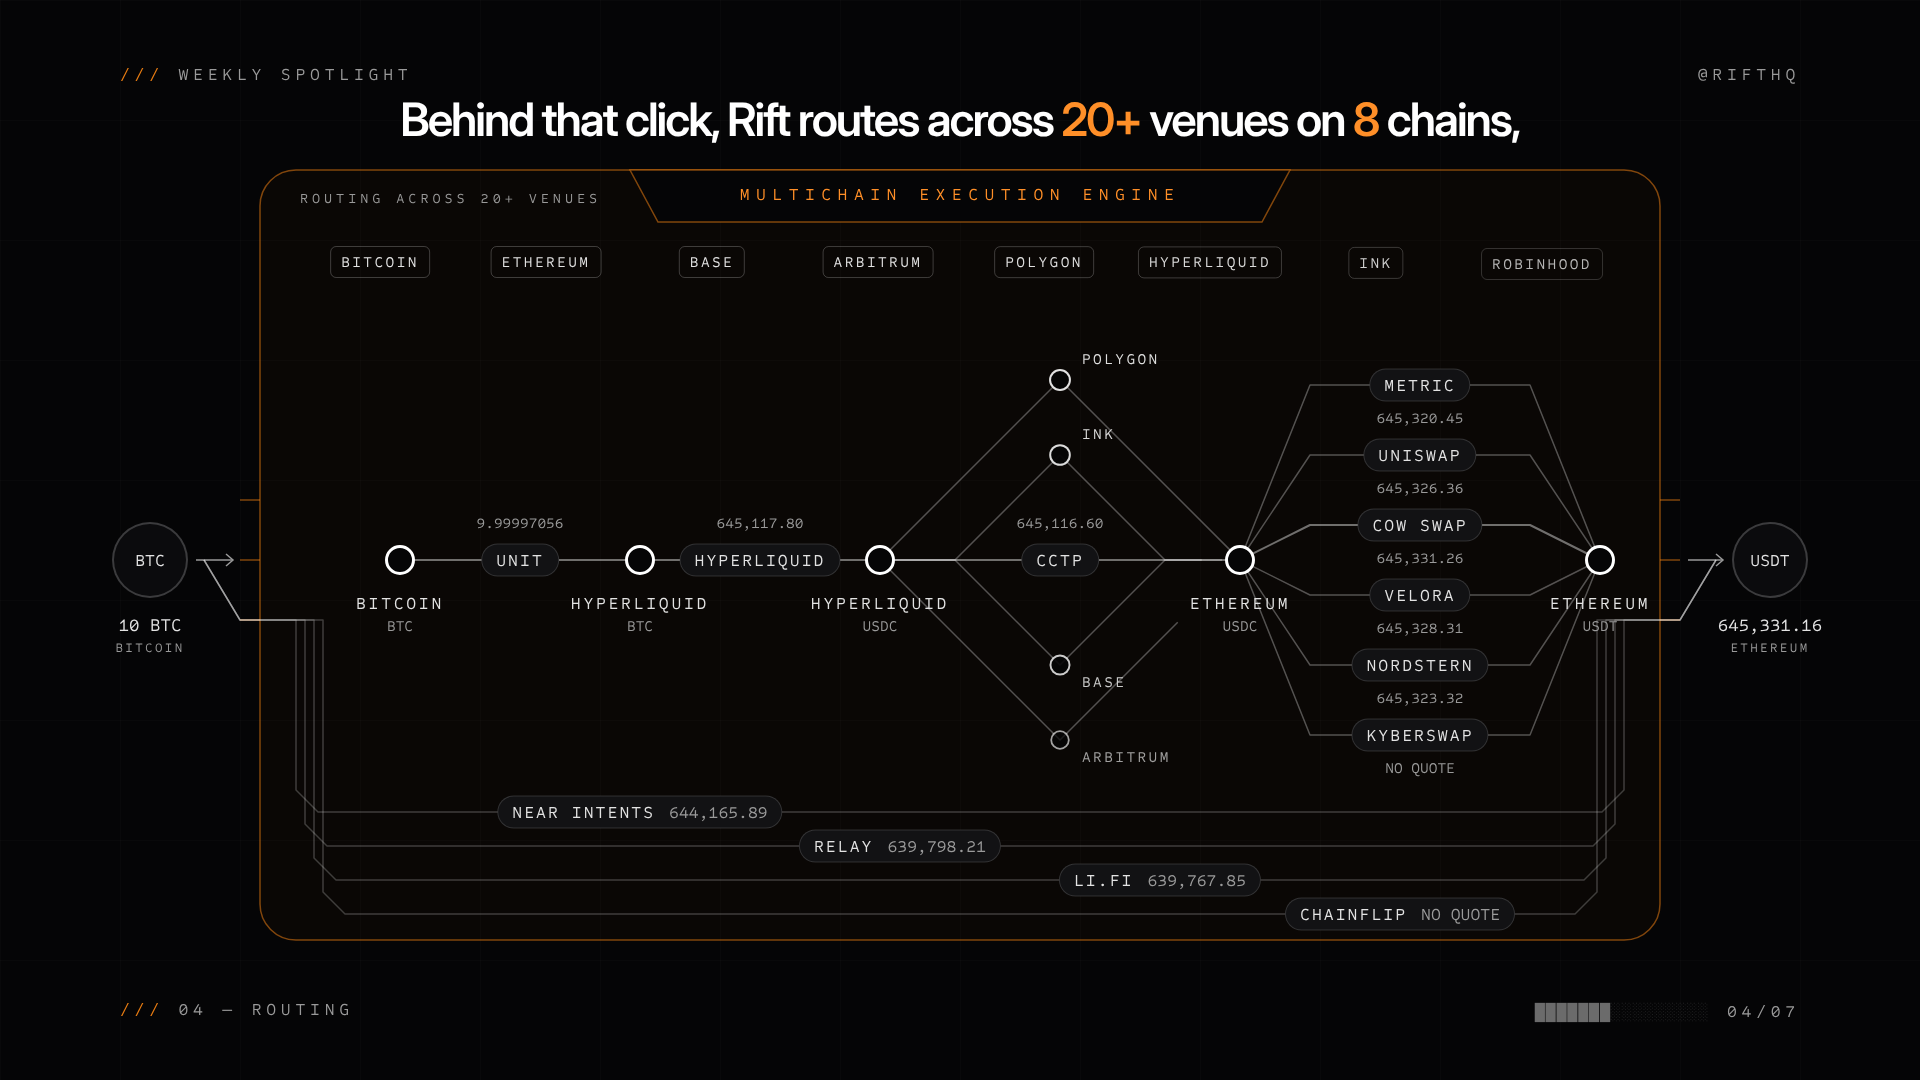 /// WEEKLY SPOTLIGHT
@RIFTHQ
Behind that click, Rift routes across 20+ venues on 8 chains,
ROUTING ACROSS 20+ VENUES
MULTICHAIN EXECUTION ENGINE
BITCOIN
ETHEREUM
BASE
ARBITRUM
POLYGON
HYPERLIQUID
INK
ROBINHOOD
BTC
10 BTC
BITCOIN
BITCOIN
BTC
9.99997056
UNIT
HYPERLIQUID
BTC
645,117.80
HYPERLIQUID
HYPERLIQUID
USDC
POLYGON
INK
645,116.60
CCTP
BASE
ARBITRUM
ETHEREUM
USDC
METRIC
645,320.45
UNISWAP
645,326.36
COW SWAP
645,331.26
VELORA
645,328.31
NORDSTERN
645,323.32
KYBERSWAP
NO QUOTE
ETHEREUM
USDT
USDT
645,331.16
ETHEREUM
NEAR INTENTS 644,165.89
RELAY 639,798.21
LI.FI 639,767.85
CHAINFLIP NO QUOTE
/// 04 — ROUTING
04/07